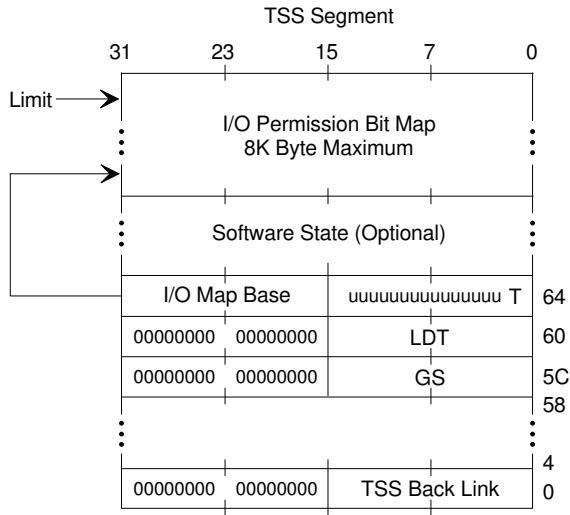 TSS Segment
31 23 15 7 0
Limit
I/O Permission Bit Map
8K Byte Maximum
Software State (Optional)
I/O Map Base uuuuuuuuuuuuuuu T 64
00000000 00000000 LDT 60
00000000 00000000 GS 5C
58
4
00000000 00000000 TSS Back Link 0